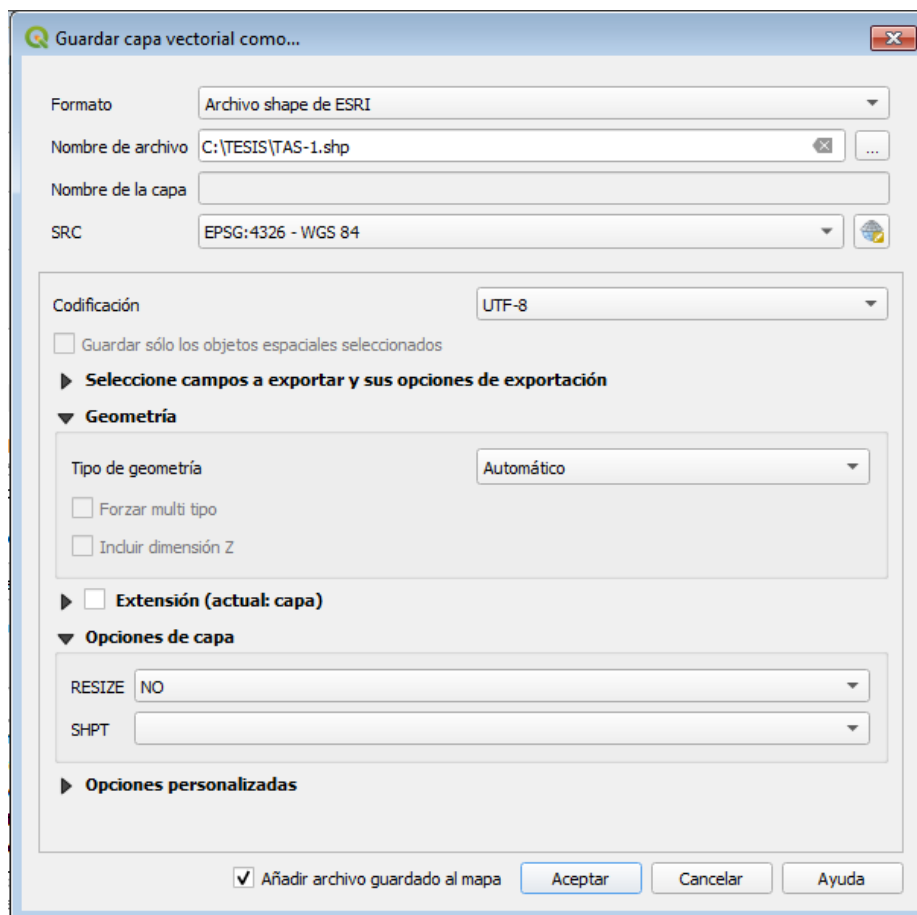 Guardar capa vectorial como...
Formato Archivo shape de ESRI
Nombre de archivo C:\TESIS\TAS-1.shp ...
Nombre de la capa
SRC EPSG:4326 - WGS 84
Codificación UTF-8
Guardar sólo los objetos espaciales seleccionados
Seleccione campos a exportar y sus opciones de exportación
Geometría
Tipo de geometría Automático
Forzar multi tipo
Incluir dimensión Z
Extensión (actual: capa)
Opciones de capa
RESIZE NO
SHPT
Opciones personalizadas
Añadir archivo guardado al mapa Aceptar Cancelar Ayuda